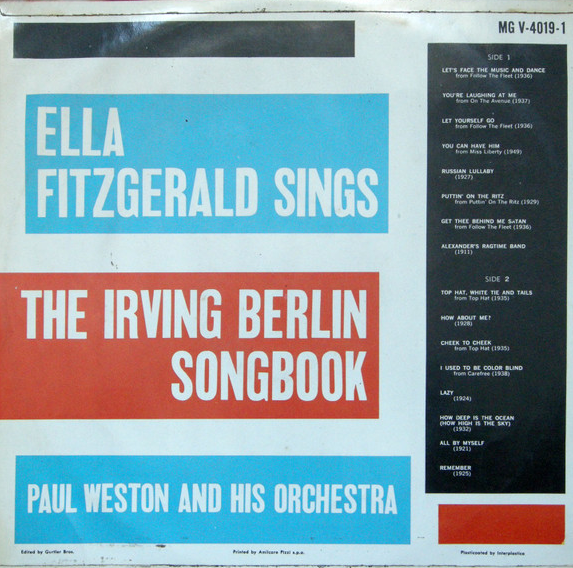 MG V-4019-1
ELLA
FITZGERALD SINGS
THE IRVING BERLIN
SONGBOOK
PAUL WESTON AND HIS ORCHESTRA
SIDE 1
LET'S FACE THE MUSIC AND DANCE
from Follow The Fleet (1936)
YOU'RE LAUGHING AT ME
from On The Avenue (1937)
LET YOURSELF GO
from Follow The Fleet (1936)
YOU CAN HAVE HIM
from Miss Liberty (1949)
RUSSIAN LULLABY
(1927)
PUTTIN' ON THE RITZ
from Puttin' On The Ritz (1929)
GET THEE BEHIND ME SATAN
from Follow The Fleet (1936)
ALEXANDER'S RAGTIME BAND
(1911)
SIDE 2
TOP HAT, WHITE TIE AND TAILS
from Top Hat (1935)
HOW ABOUT ME?
(1928)
CHEEK TO CHEEK
from Top Hat (1935)
I USED TO BE COLOR BLIND
from Carefree (1938)
LAZY
(1924)
HOW DEEP IS THE OCEAN
(HOW HIGH IS THE SKY)
(1932)
ALL BY MYSELF
(1921)
REMEMBER
(1925)
Edited by Gurtler Bros.
Printed by Amilcare Pizzi s.p.a.
Plasticated by Interplastica